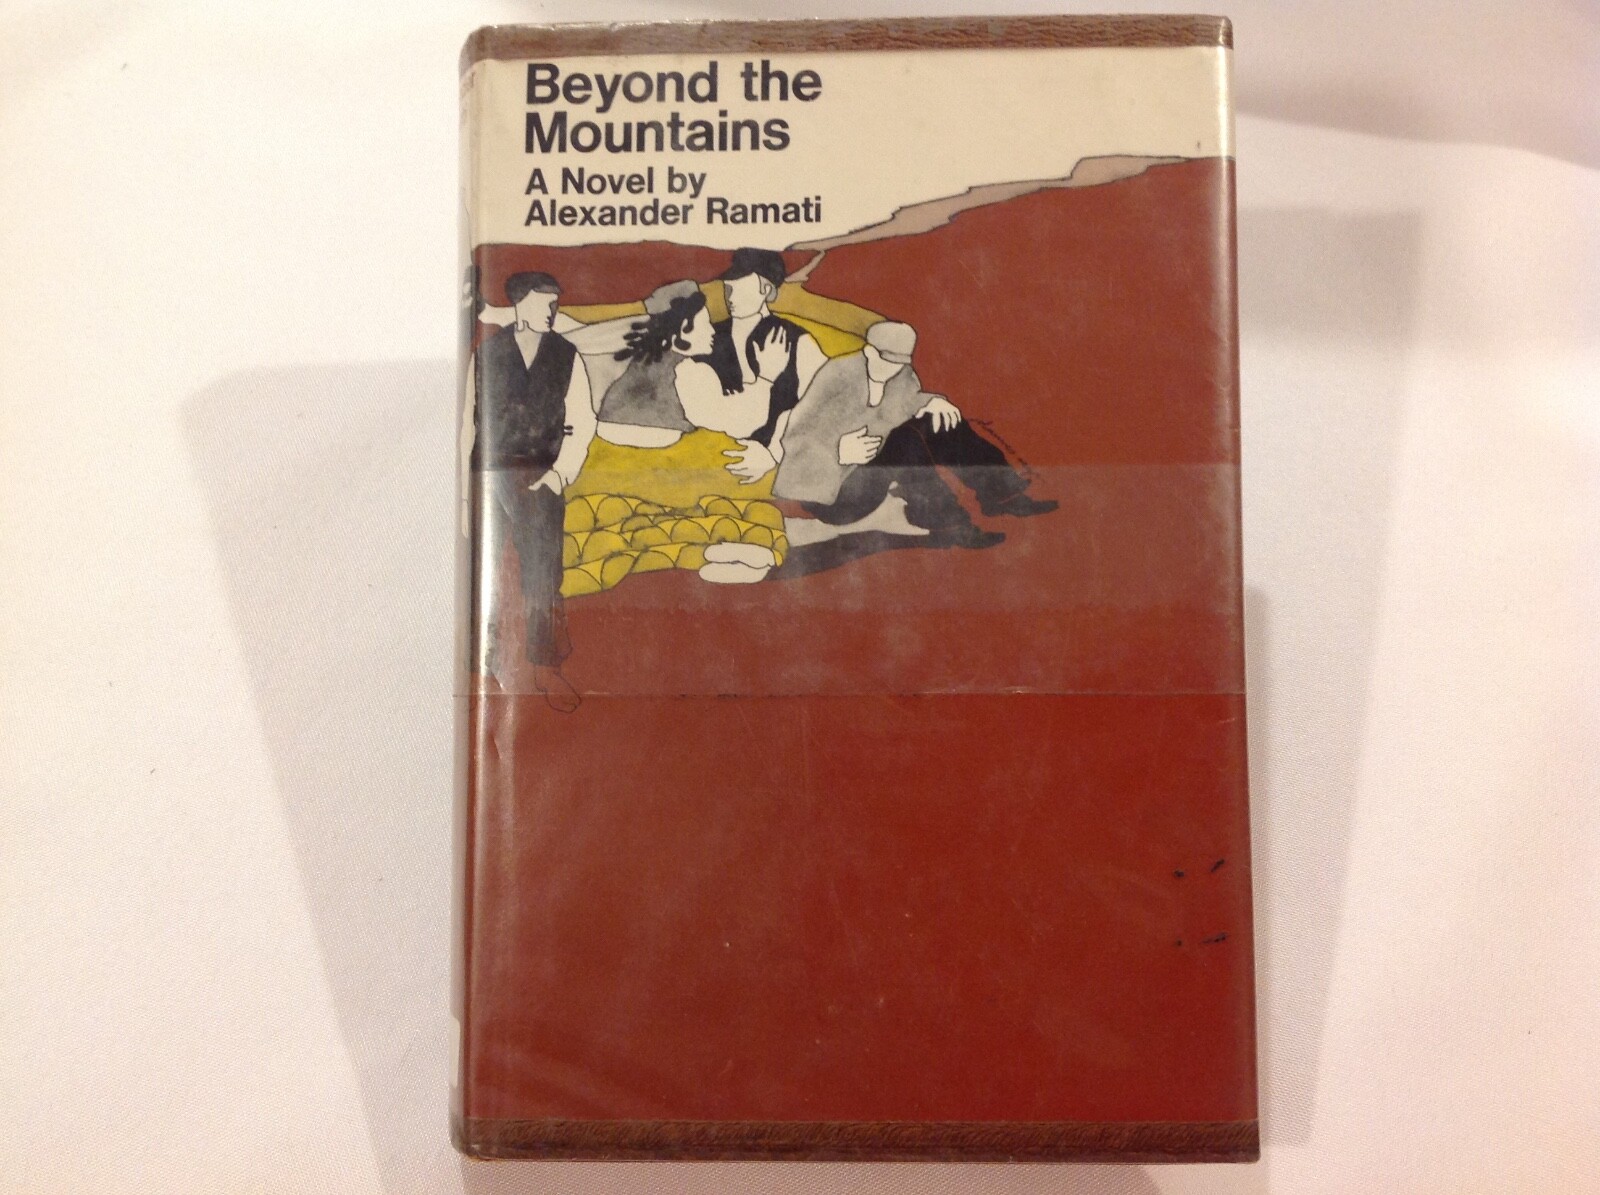 Beyond the
Mountains
A Novel by
Alexander Ramati